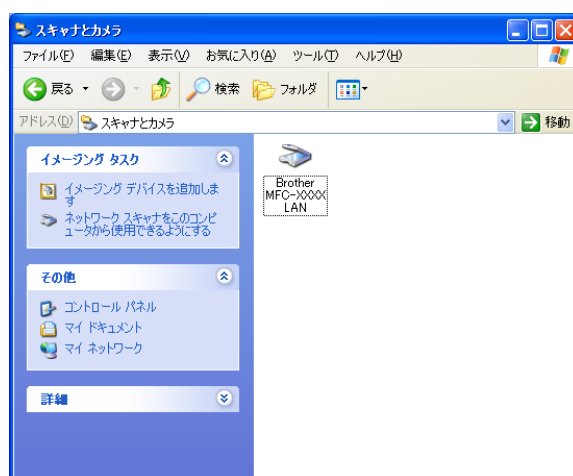 スキャナとカメラ
ファイル(F) 編集(E) 表示(V) お気に入り(A) ツール(T) ヘルプ(H)
戻る 検索 フォルダ
アドレス(D) スキャナとカメラ 移動
イメージング タスク
イメージング デバイスを追加しま
す
ネットワーク スキャナをこのコンピ
ュータから使用できるようにする
その他
コントロール パネル
マイ ドキュメント
マイ ネットワーク
詳細
Brother
MFC-XXXX
LAN